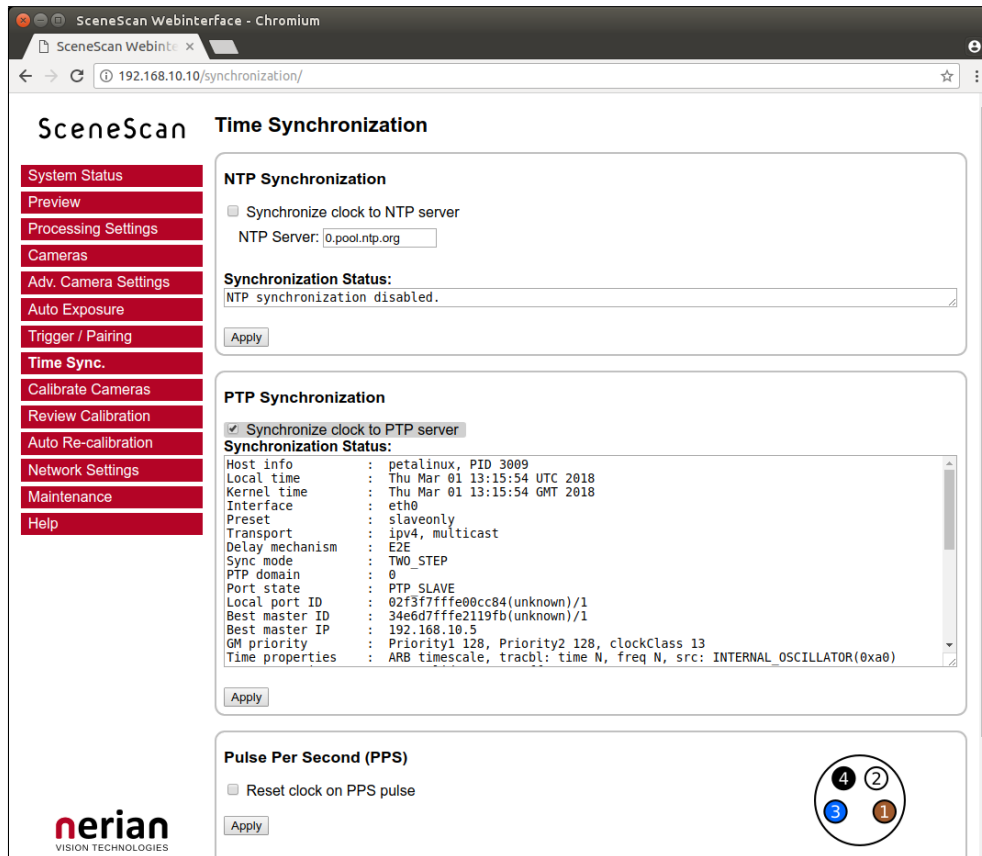 SceneScan Webinterface - Chromium
SceneScan Webinte
192.168.10.10/synchronization/
SceneScan
System Status
Preview
Processing Settings
Cameras
Adv. Camera Settings
Auto Exposure
Trigger / Pairing
Time Sync.
Calibrate Cameras
Review Calibration
Auto Re-calibration
Network Settings
Maintenance
Help
nerian
VISION TECHNOLOGIES
Time Synchronization
NTP Synchronization
Synchronize clock to NTP server
NTP Server: 0.pool.ntp.org
Synchronization Status:
NTP synchronization disabled.
Apply
PTP Synchronization
Synchronize clock to PTP server
Synchronization Status:
Host info : petalinux, PID 3009
Local time : Thu Mar 01 13:15:54 UTC 2018
Kernel time : Thu Mar 01 13:15:54 GMT 2018
Interface : eth0
Preset : slaveonly
Transport : ipv4, multicast
Delay mechanism : E2E
Sync mode : TWO_STEP
PTP domain : 0
Port state : PTP_SLAVE
Local port ID : 02f3f7fffe00cc84(unknown)/1
Best master ID : 34e6d7fffe2119fb(unknown)/1
Best master IP : 192.168.10.5
GM priority : Priority1 128, Priority2 128, clockClass 13
Time properties : ARB timescale, tracbl: time N, freq N, src: INTERNAL_OSCILLATOR(0xa0)
Apply
Pulse Per Second (PPS)
Reset clock on PPS pulse
Apply
4 2
3 1